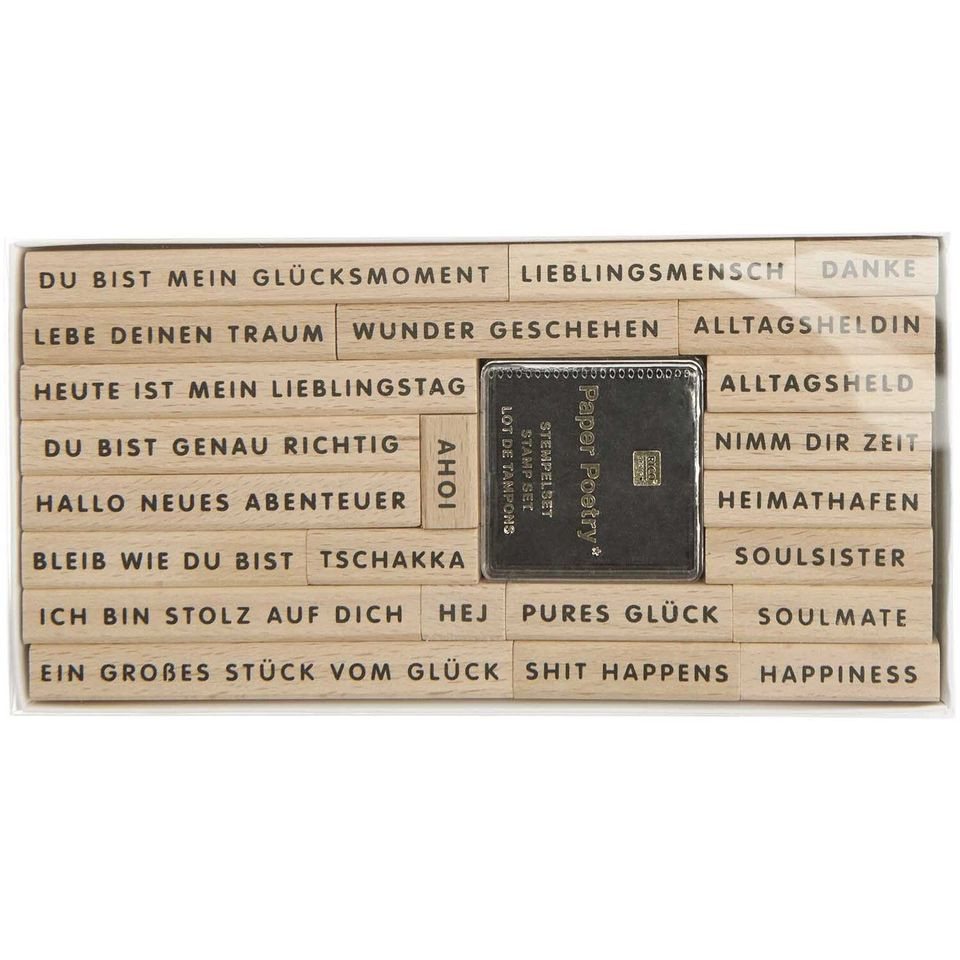 DU BIST MEIN GLÜCKSMOMENT LIEBLINGSMENSCH DANKE
LEBE DEINEN TRAUM WUNDER GESCHEHEN ALLTAGSHELDIN
HEUTE IST MEIN LIEBLINGSTAG ALLTAGSHELD
DU BIST GENAU RICHTIG NIMM DIR ZEIT
AHOI
HALLO NEUES ABENTEUER HEIMATHAFEN
BLEIB WIE DU BIST TSCHAKKA SOULSISTER
ICH BIN STOLZ AUF DICH HEJ PURES GLÜCK SOULMATE
EIN GROßES STÜCK VOM GLÜCK SHIT HAPPENS HAPPINESS
Paper Poetry*
STEMPELSET
STAMP SET
LOT DE TAMPONS